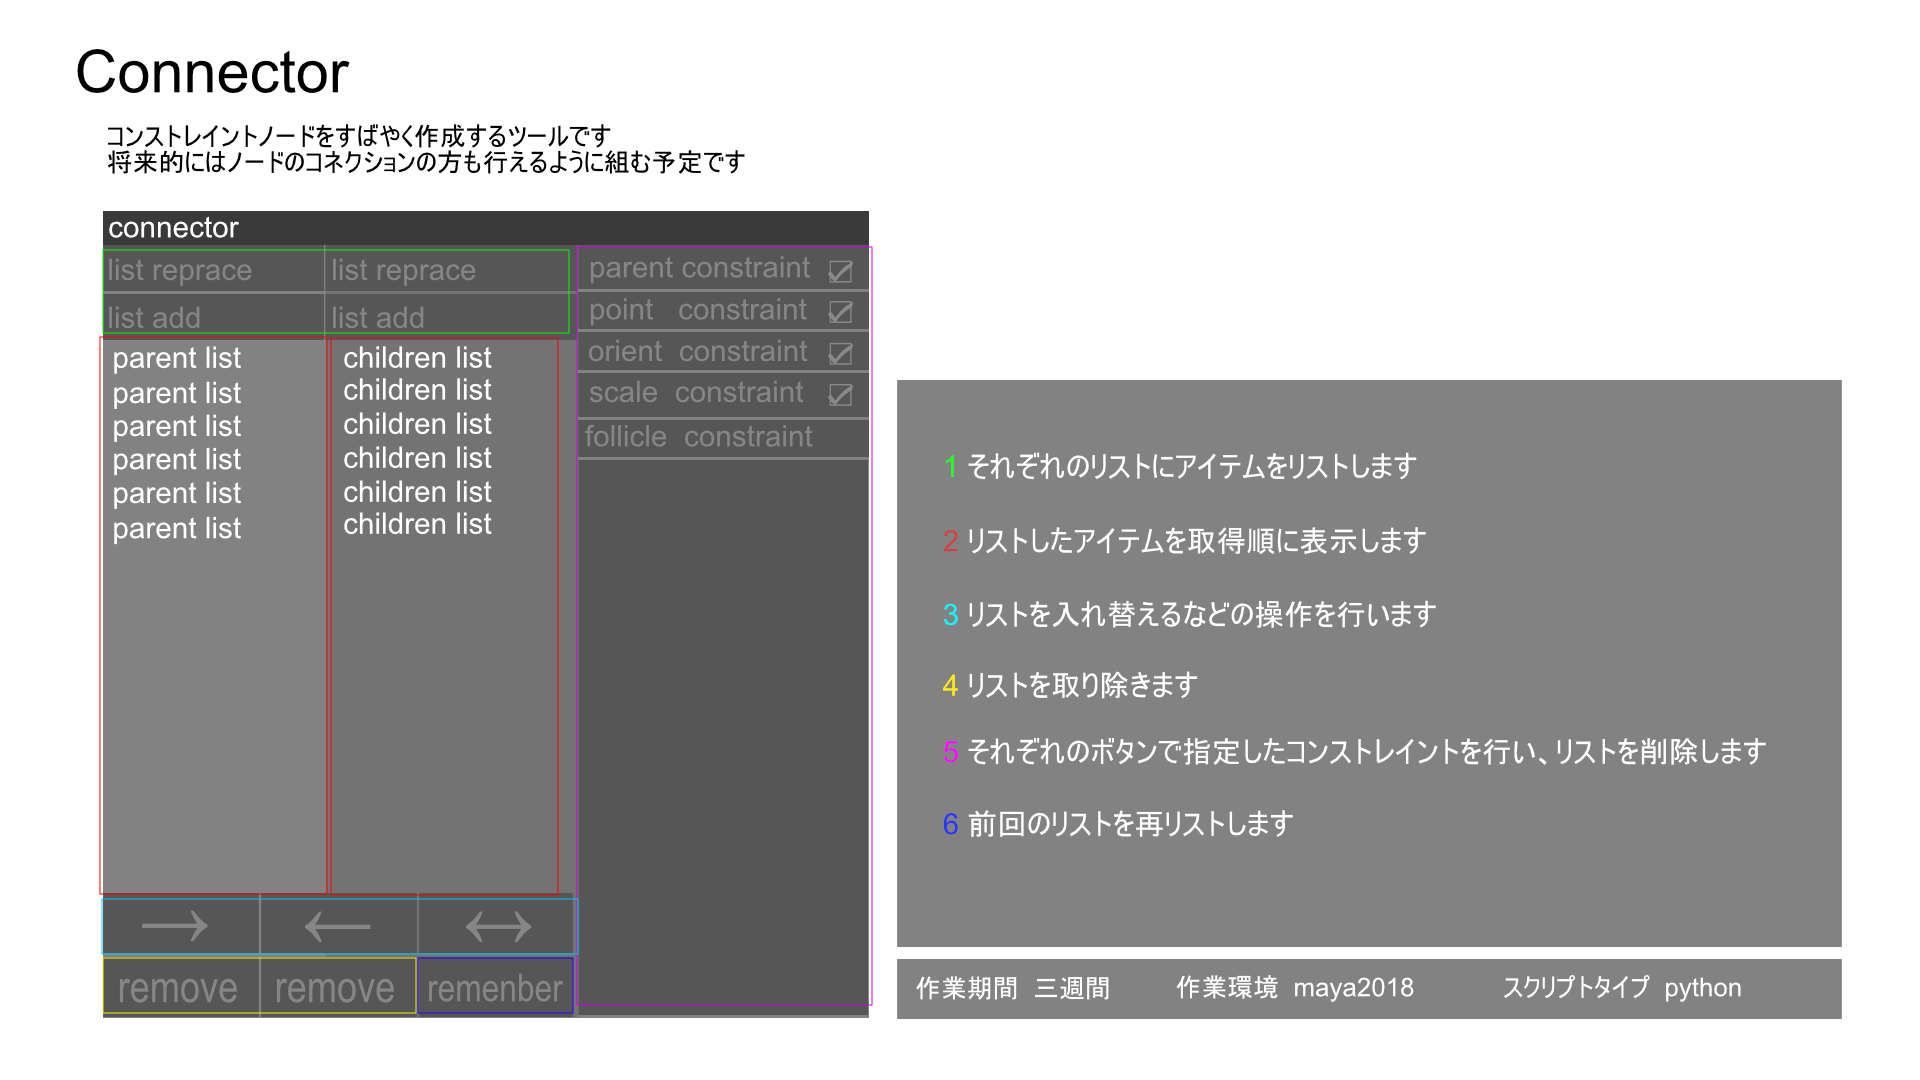 Connector
コンストレイントノードをすばやく作成するツールです
将来的にはノードのコネクションの方も行えるように組む予定です
connector
list reprace list reprace
list add list add
parent list children list
parent list children list
parent list children list
parent list children list
parent list children list
parent list children list
parent constraint
point constraint
orient constraint
scale constraint
follicle constraint
→ ← ↔
remove remove remenber
1 それぞれのリストにアイテムをリストします
2 リストしたアイテムを取得順に表示します
3 リストを入れ替えるなどの操作を行います
4 リストを取り除きます
5 それぞれのボタンで指定したコンストレイントを行い、リストを削除します
6 前回のリストを再リストします
作業期間 三週間 作業環境 maya2018 スクリプトタイプ python